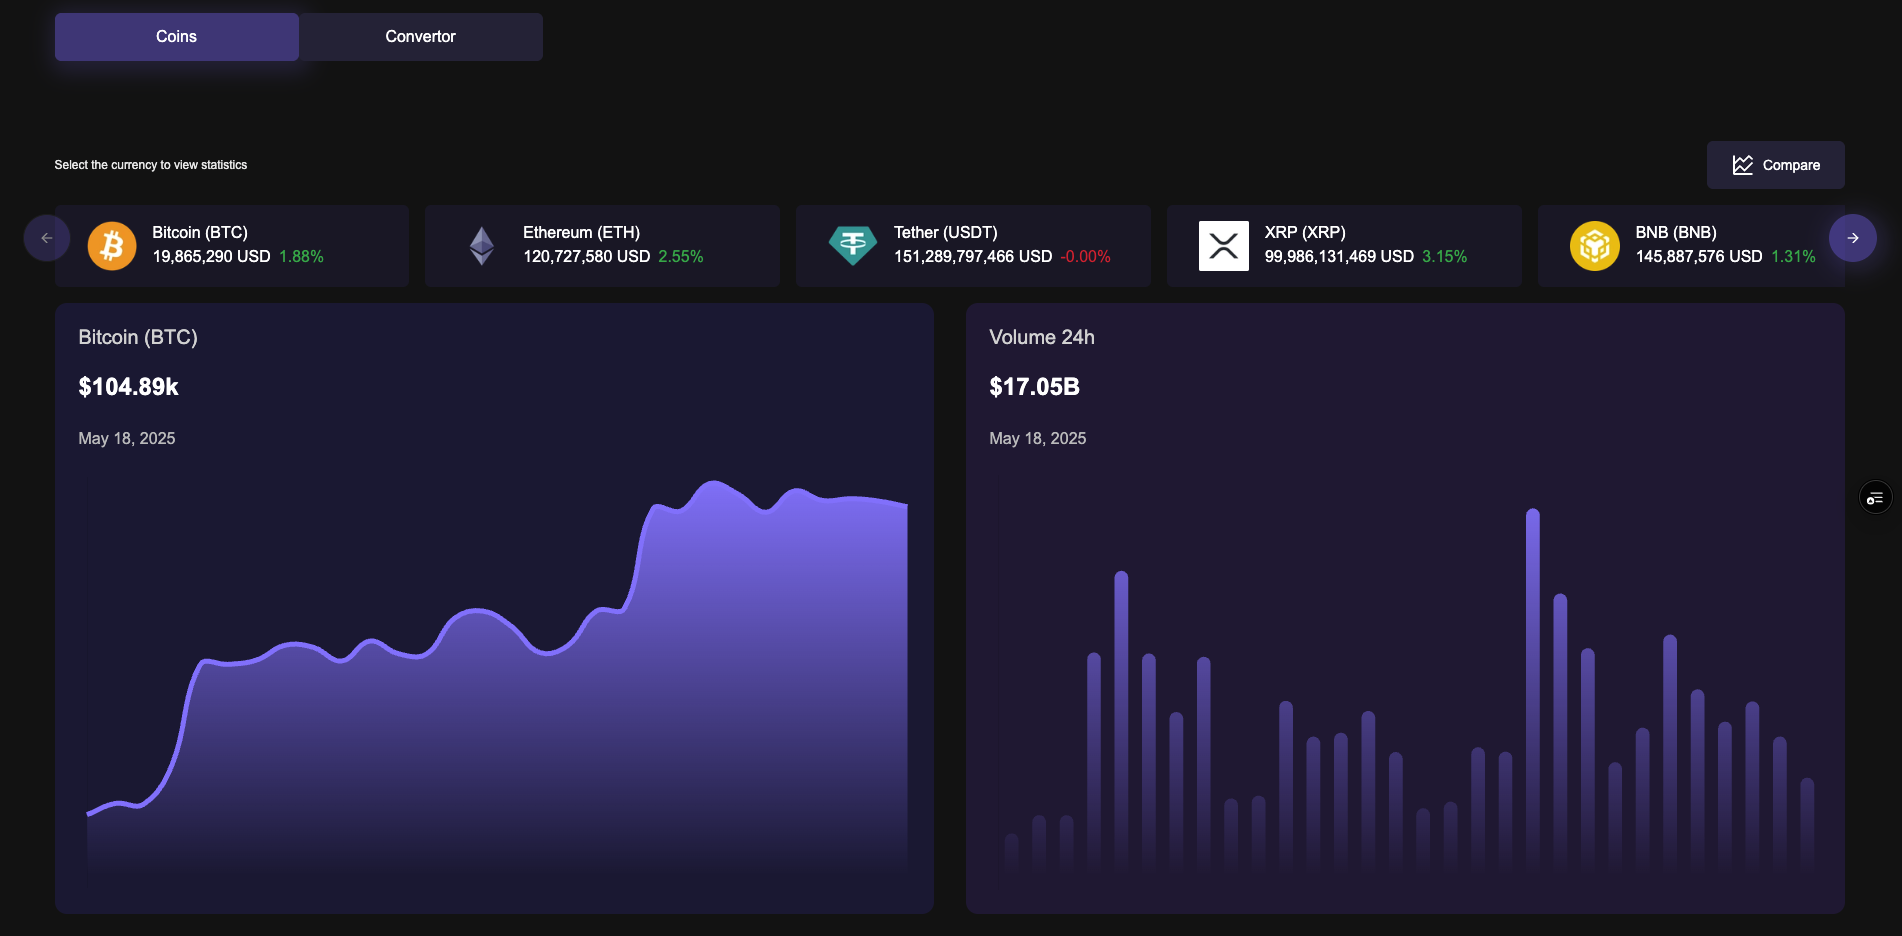 Coins
Convertor
Select the currency to view statistics
Compare
Bitcoin (BTC)
19,865,290 USD 1.88%
Ethereum (ETH)
120,727,580 USD 2.55%
Tether (USDT)
151,289,797,466 USD -0.00%
XRP (XRP)
99,986,131,469 USD 3.15%
BNB (BNB)
145,887,576 USD 1.31%
Bitcoin (BTC)
$104.89k
May 18, 2025
Volume 24h
$17.05B
May 18, 2025